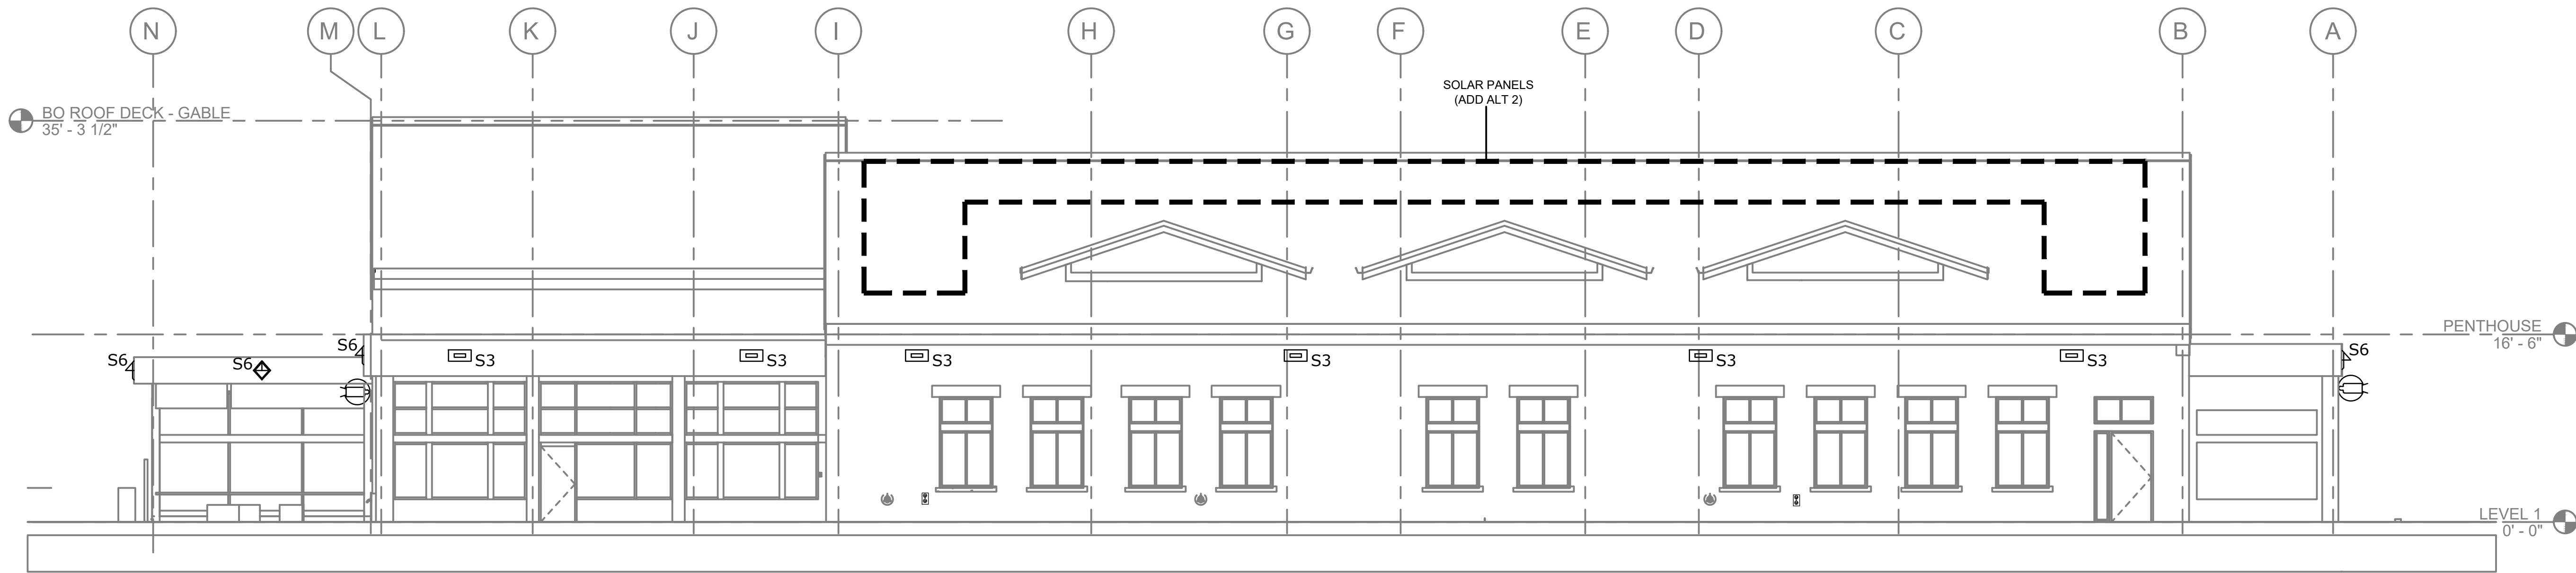 N
M
L
K
J
I
H
G
F
E
D
C
B
A
SOLAR PANELS
(ADD ALT 2)
BO ROOF DECK - GABLE
35' - 3 1/2"
PENTHOUSE
16' - 6"
S6
S6
S6
S3
S3
S3
S3
S3
S3
S6
LEVEL 1
0' - 0"